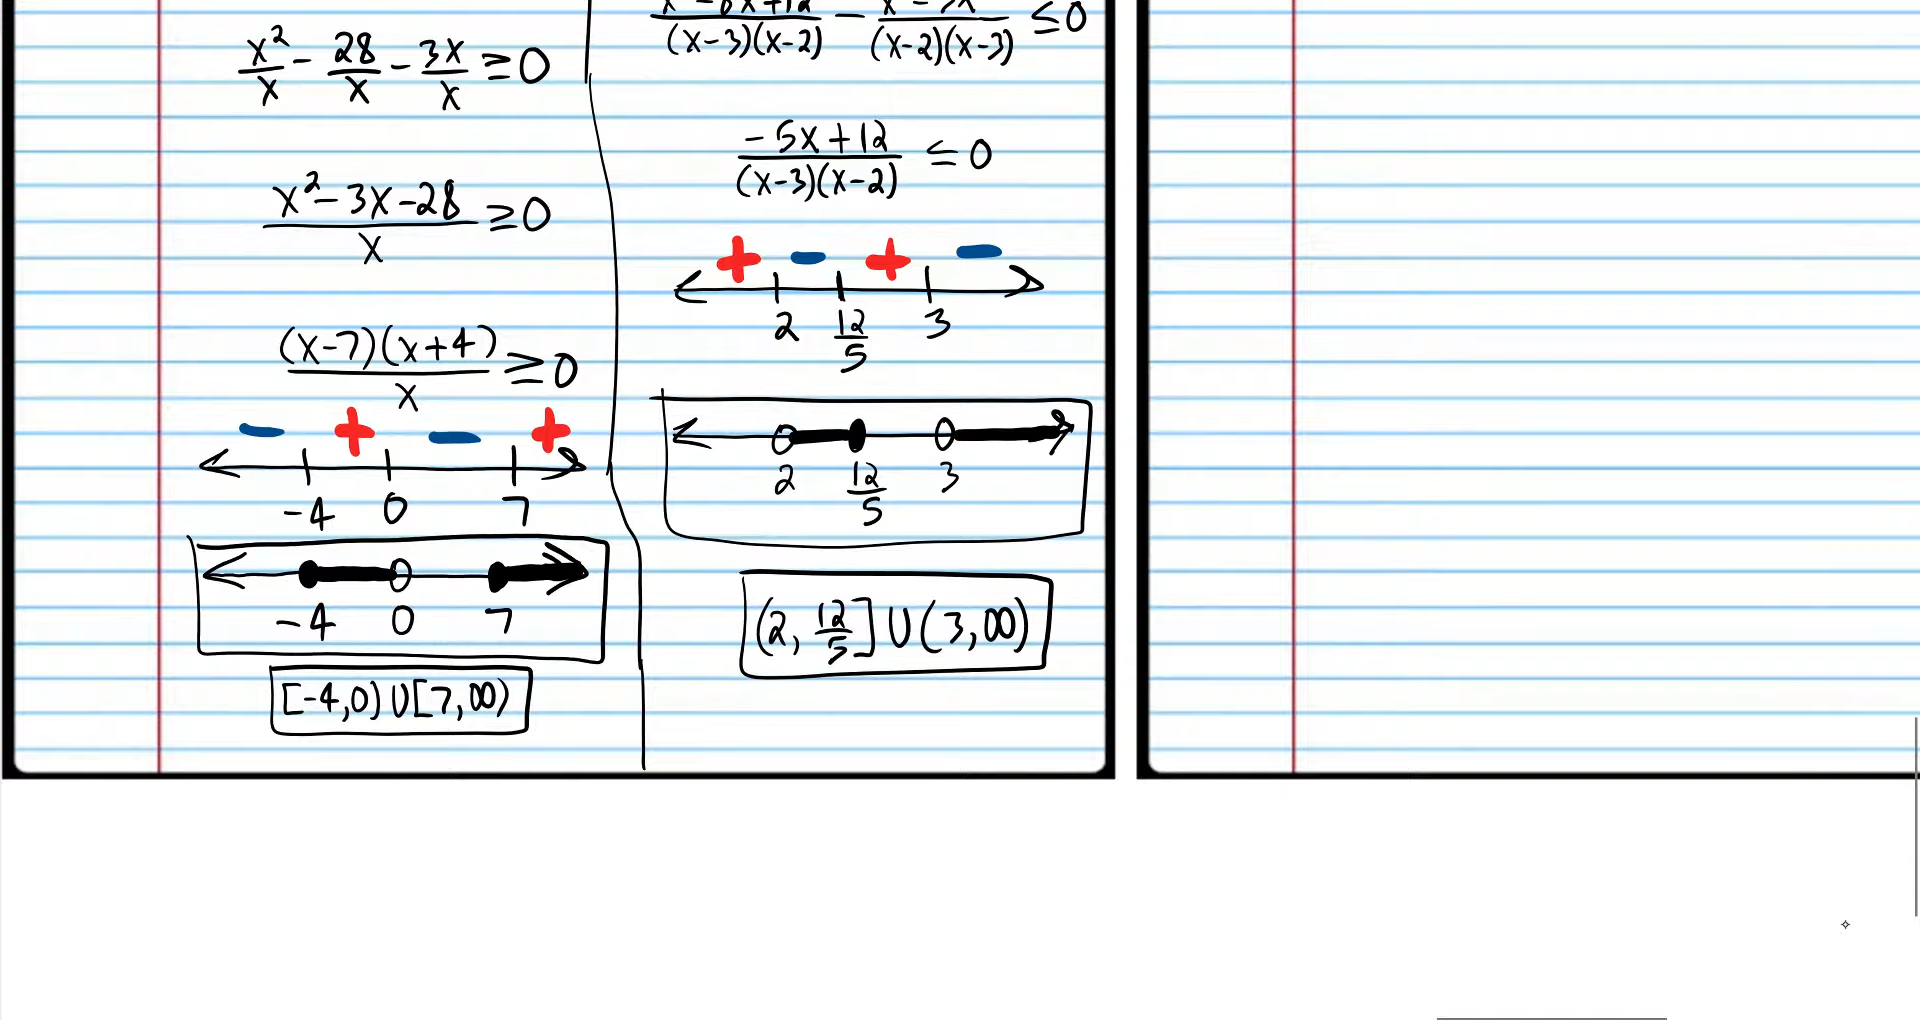 x²/x - 28/x - 3x/x ≥ 0
x² - 3x - 28 / x ≥ 0
(x-7)(x+4) / x ≥ 0
- + - +
-4 0 7
-4 0 7
[-4,0) ∪ [7,∞)
(x-3)(x-2) - (x-2)(x-3) ≤ 0
-5x+12 / (x-3)(x-2) ≤ 0
+ - + -
2 12/5 3
2 12/5 3
(2, 12/5] ∪ (3,∞)